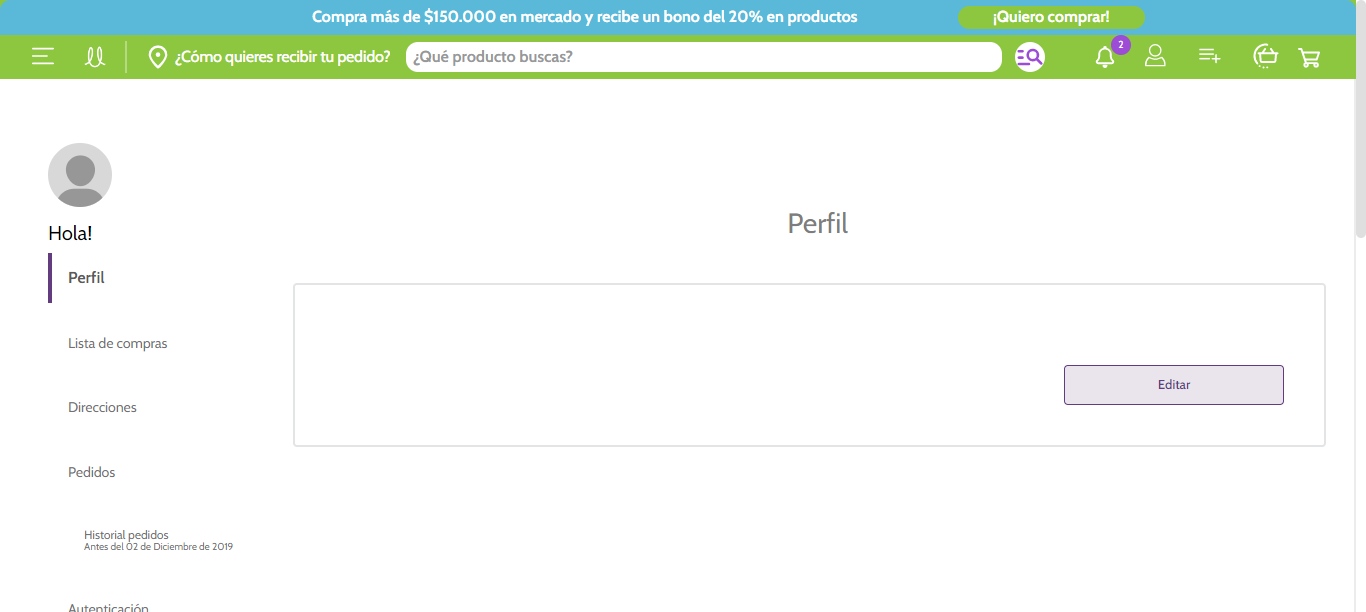 Compra más de $150.000 en mercado y recibe un bono del 20% en productos
¡Quiero comprar!
¿Cómo quieres recibir tu pedido?
¿Qué producto buscas?
2
Hola!
Perfil
Lista de compras
Direcciones
Pedidos
Historial pedidos
Antes del 02 de Diciembre de 2019
Autenticación
Perfil
Editar